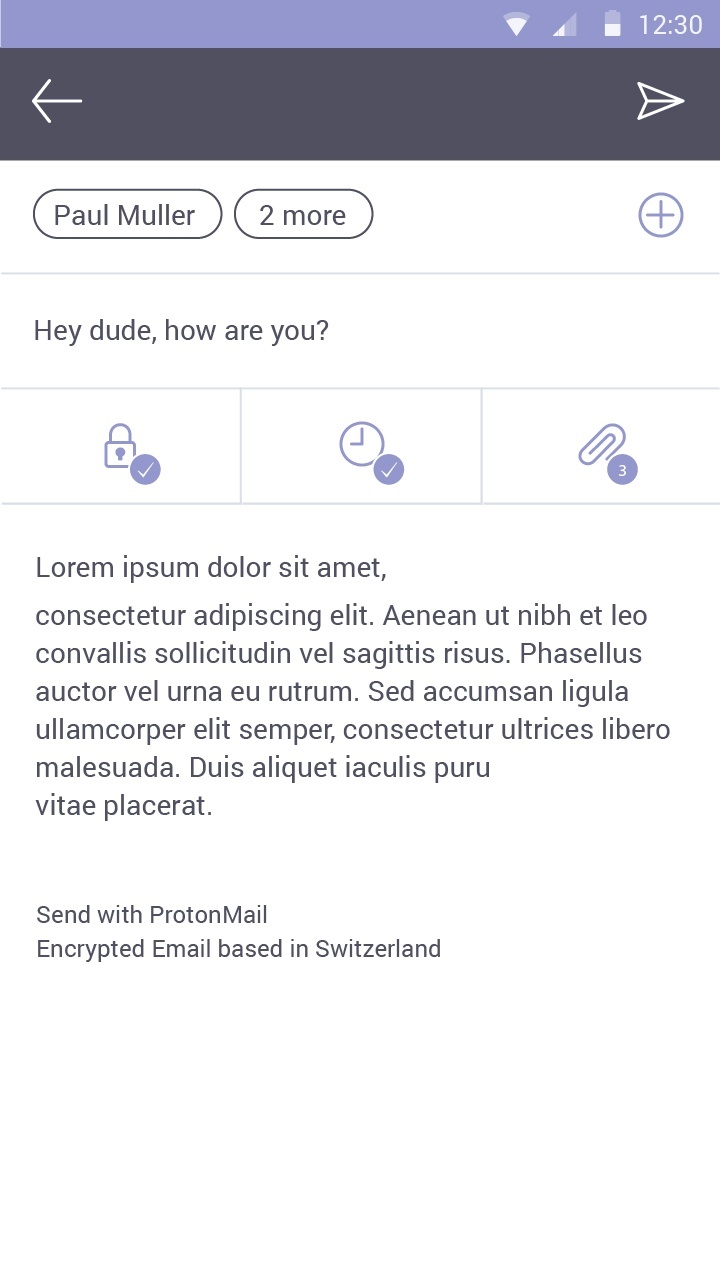 12:30
Paul Muller 2 more
Hey dude, how are you?
3
Lorem ipsum dolor sit amet,
consectetur adipiscing elit. Aenean ut nibh et leo
convallis sollicitudin vel sagittis risus. Phasellus
auctor vel urna eu rutrum. Sed accumsan ligula
ullamcorper elit semper, consectetur ultrices libero
malesuada. Duis aliquet iaculis puru
vitae placerat.
Send with ProtonMail
Encrypted Email based in Switzerland